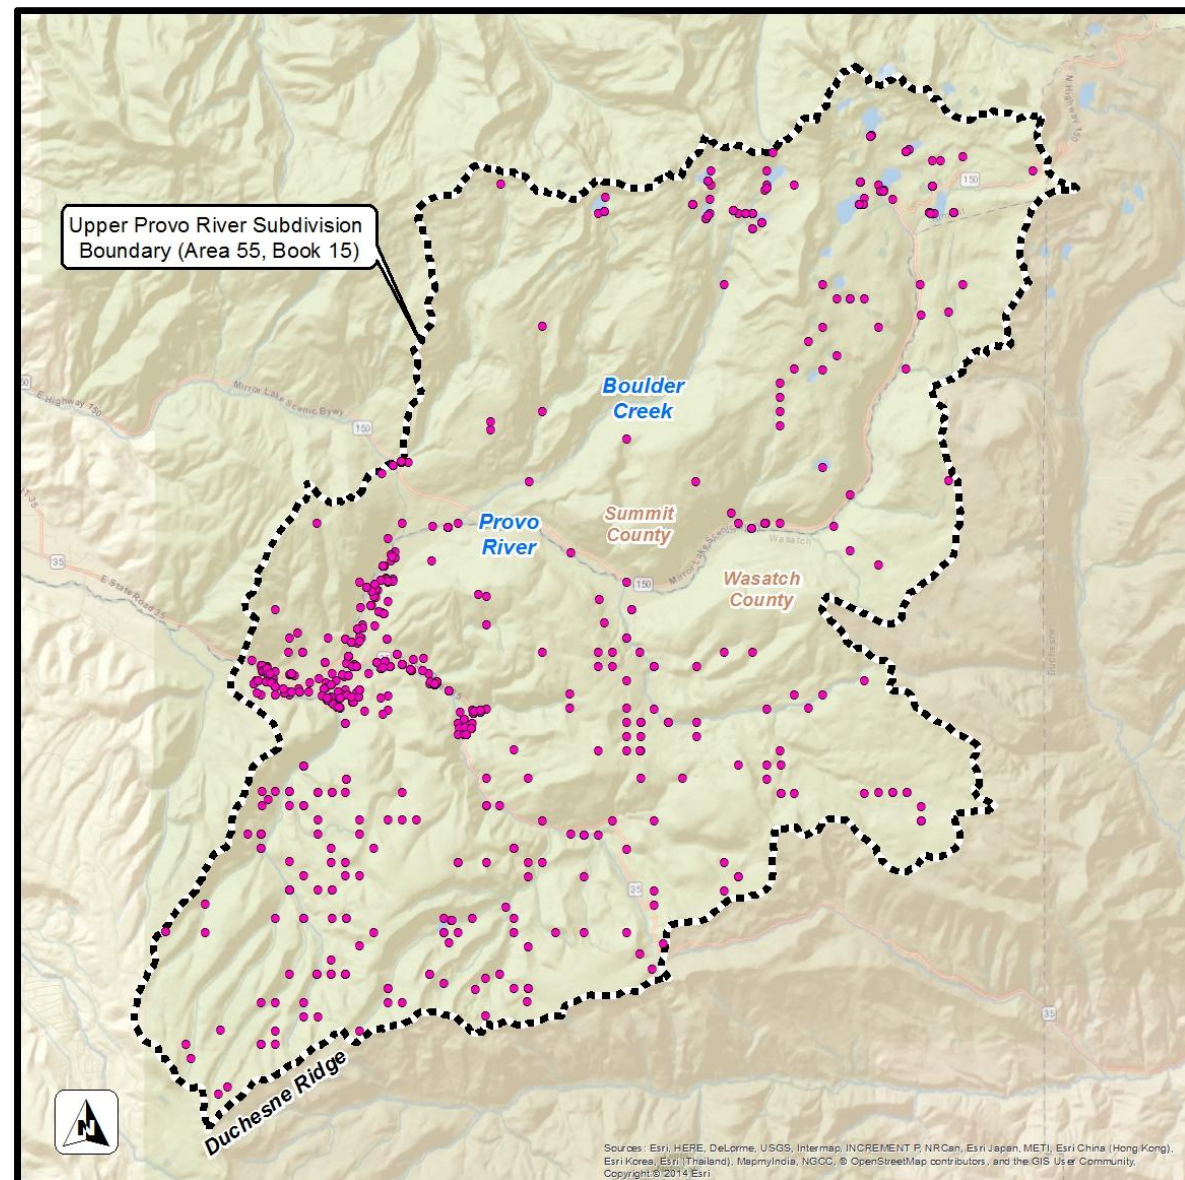 N Highway 150
150
Upper Provo River Subdivision
Boundary (Area 55, Book 15)
Mirror Lake Scenic Bywy
E Highway 150
150
Boulder
Creek
Provo
River
Summit
County
Mirror Lake Scenic
Wasatch
35
150
Wasatch
County
E State Road 35
Duchesne
35
35
Duchesne Ridge
N
Sources: Esri, HERE, DeLorme, USGS, Intermap, INCREMENT P, NRCan, Esri Japan, METI, Esri China (Hong Kong),
Esri Korea, Esri (Thailand), MapmyIndia, NGCC, © OpenStreetMap contributors, and the GIS User Community,
Copyright:© 2014 Esri